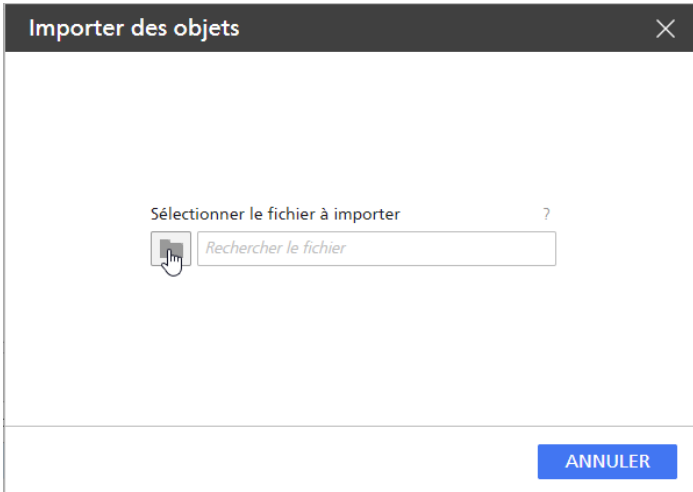 Importer des objets
Sélectionner le fichier à importer ?
Rechercher le fichier
ANNULER